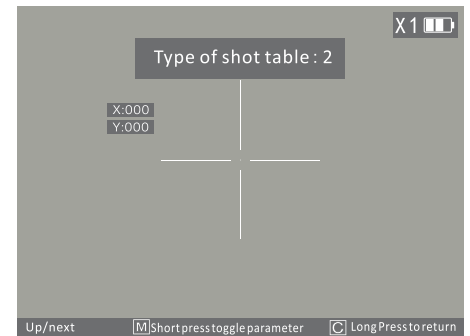 X1
Type of shot table: 2
X:000
Y:000
Up/next M Short press toggle parameter C Long Press to return